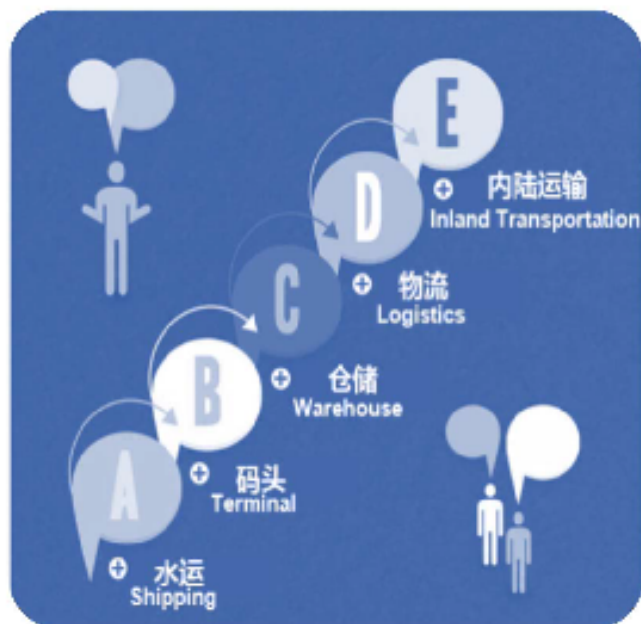 E
内陆运输
Inland Transportation
D
物流
Logistics
C
仓储
Warehouse
B
码头
Terminal
A
水运
Shipping